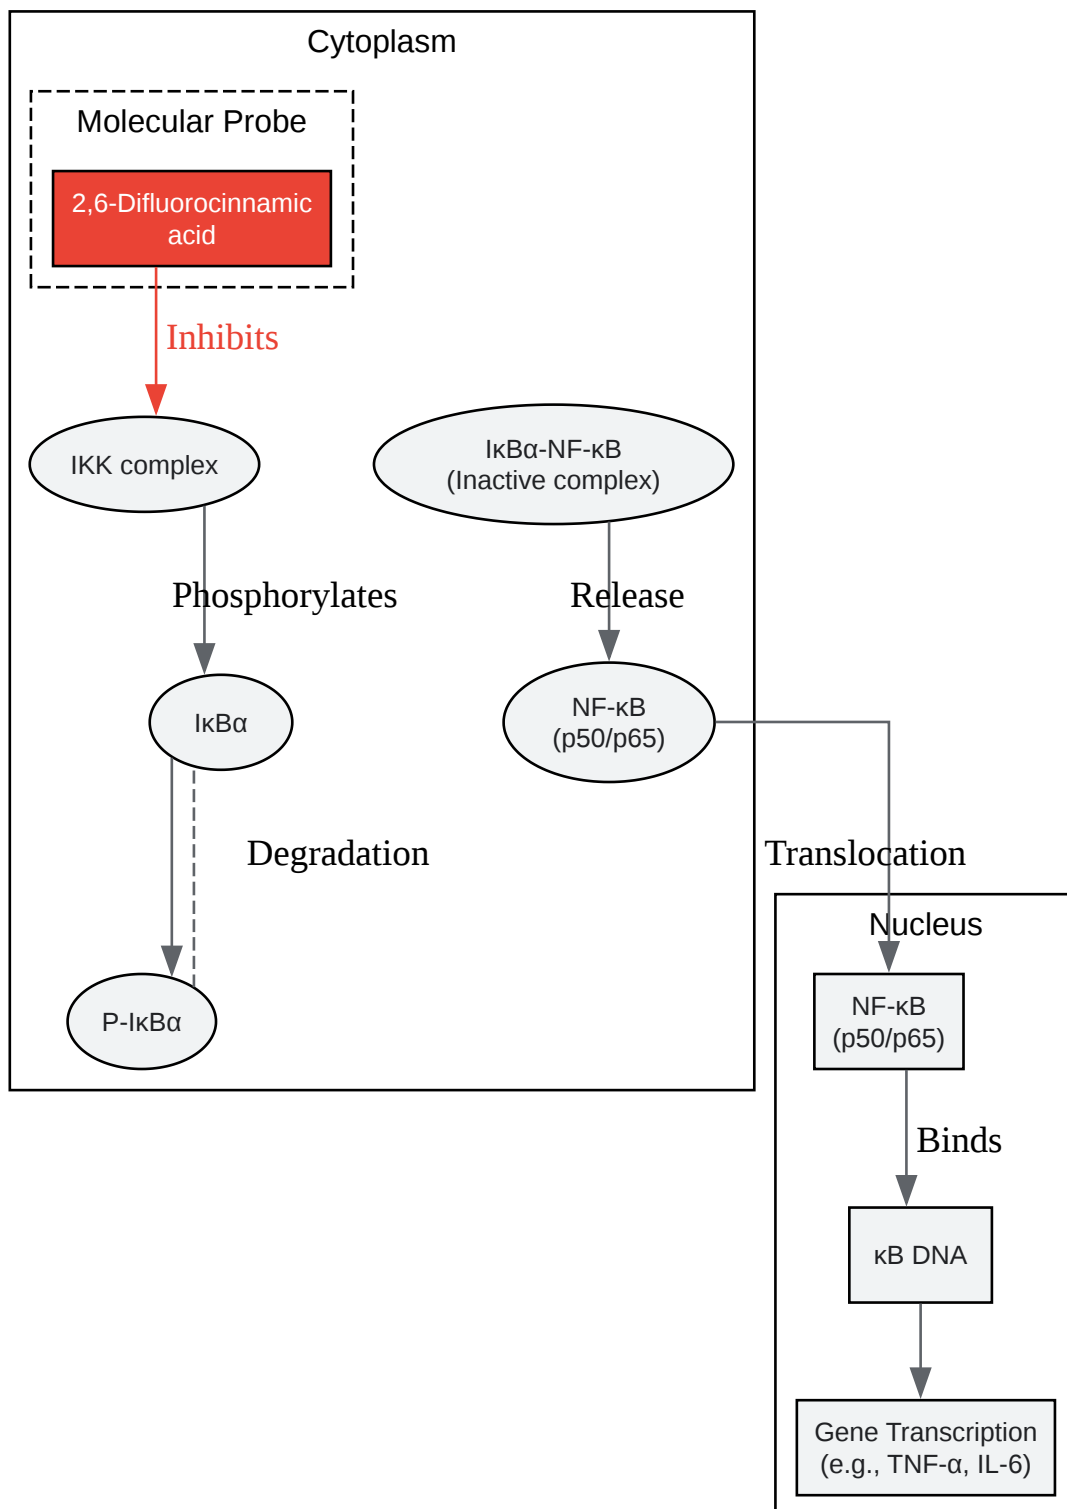 Cytoplasm
Molecular Probe
2,6-Difluorocinnamic
acid
Inhibits
IKK complex
IκBα-NF-κB
(Inactive complex)
Phosphorylates
Release
IκBα
NF-κB
(p50/p65)
Degradation
Translocation
P-IκBα
Nucleus
NF-κB
(p50/p65)
Binds
κB DNA
Gene Transcription
(e.g., TNF-α, IL-6)